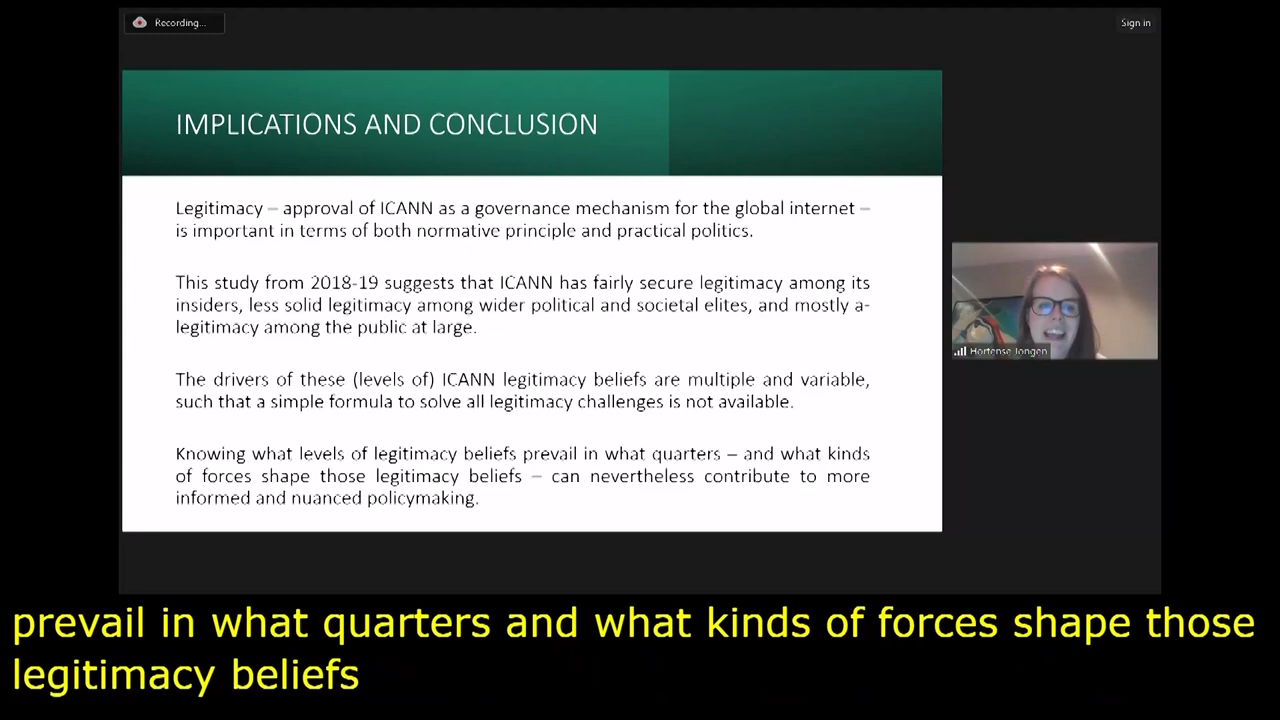 Recording...
Sign in
IMPLICATIONS AND CONCLUSION
Legitimacy – approval of ICANN as a governance mechanism for the global internet –
is important in terms of both normative principle and practical politics.
This study from 2018-19 suggests that ICANN has fairly secure legitimacy among its
insiders, less solid legitimacy among wider political and societal elites, and mostly a-
legitimacy among the public at large.
The drivers of these (levels of) ICANN legitimacy beliefs are multiple and variable,
such that a simple formula to solve all legitimacy challenges is not available.
Knowing what levels of legitimacy beliefs prevail in what quarters – and what kinds
of forces shape those legitimacy beliefs – can nevertheless contribute to more
informed and nuanced policymaking.
Hortense Jongen
prevail in what quarters and what kinds of forces shape those
legitimacy beliefs